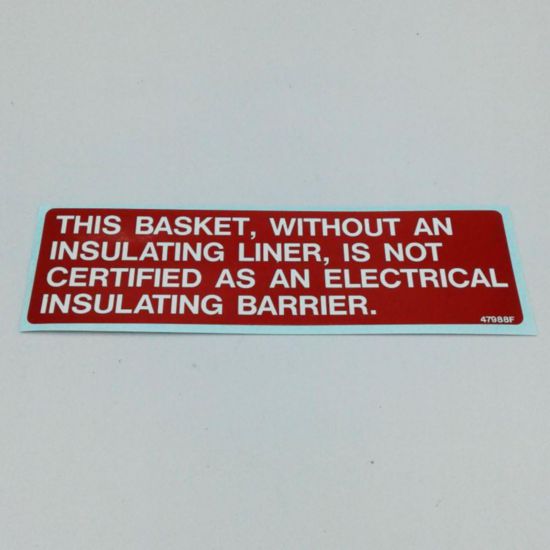 THIS BASKET, WITHOUT AN
INSULATING LINER, IS NOT
CERTIFIED AS AN ELECTRICAL
INSULATING BARRIER.
47988F